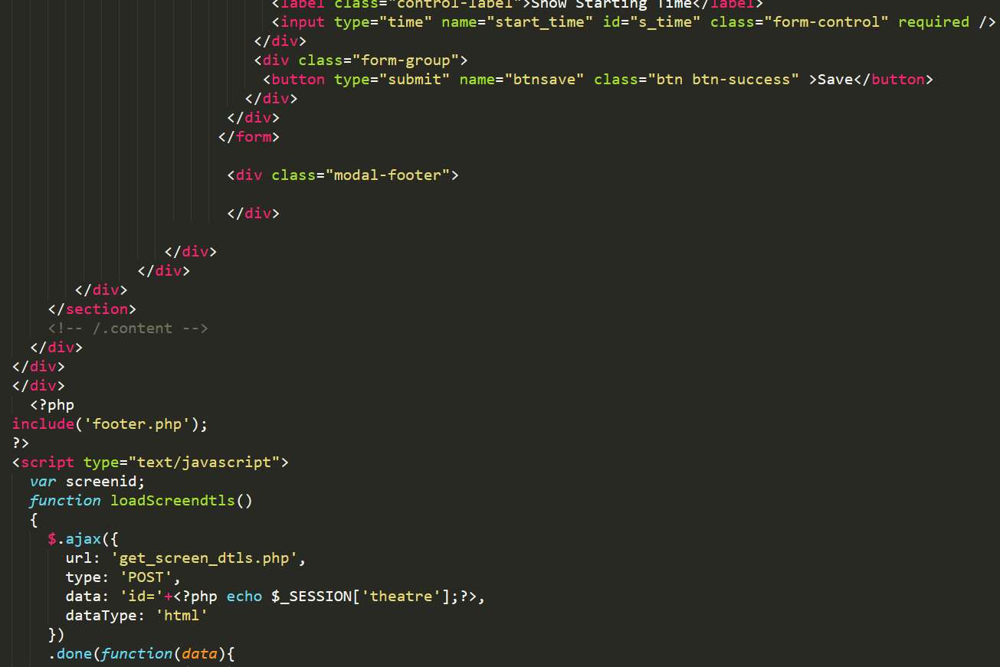 <label class="control-label">Show Starting Time</label>
<input type="time" name="start_time" id="s_time" class="form-control" required />
</div>
<div class="form-group">
<button type="submit" name="btnsave" class="btn btn-success" >Save</button>
</div>
</div>
</form>
<div class="modal-footer">
</div>
</div>
</div>
</div>
</section>
<!-- /.content -->
</div>
</div>
</div>
<?php
include('footer.php');
?>
<script type="text/javascript">
var screenid;
function loadScreendtls()
{
$.ajax({
url: 'get_screen_dtls.php',
type: 'POST',
data: 'id='+<?php echo $_SESSION['theatre'];?>,
dataType: 'html'
})
.done(function(data){